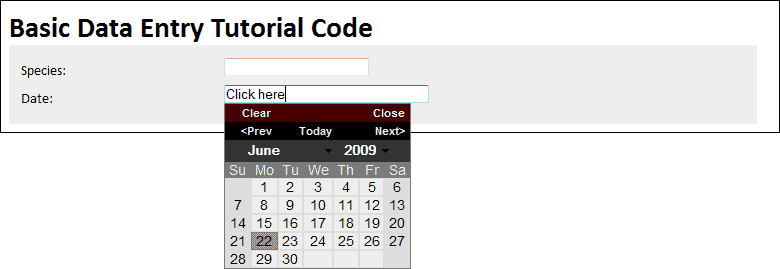 Basic Data Entry Tutorial Code
Species:
Date: Click here
Clear Close
<Prev Today Next>
June 2009
Su Mo Tu We Th Fr Sa
1 2 3 4 5 6
7 8 9 10 11 12 13
14 15 16 17 18 19 20
21 22 23 24 25 26 27
28 29 30